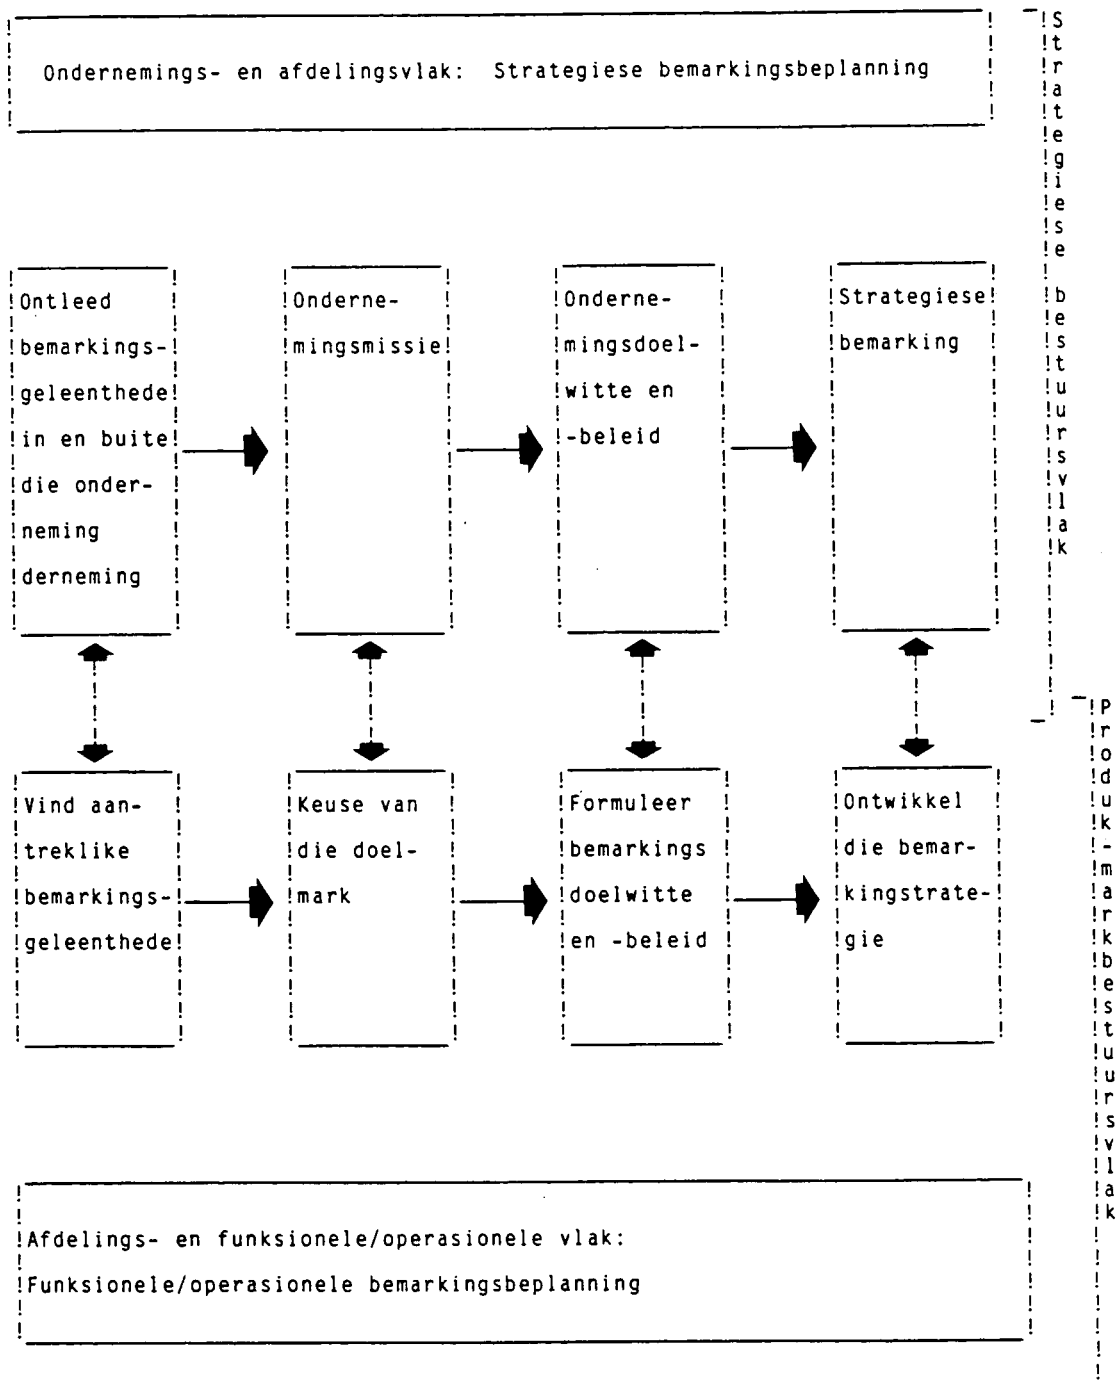 Ondernemings- en afdelingsvlak: Strategiese bemarkingsbeplanning
Strategiese bestuursvlak
Ontleed
bemarkings-
geleenthede
in en buite
die onder-
neming
derneming
Onderne-
mingsmissie
Onderne-
mingsdoel-
witte en
-beleid
Strategiese
bemarking
Vind aan-
treklike
bemarkings-
geleenthede
Keuse van
die doel-
mark
Formuleer
bemarkings
doelwitte
en -beleid
Ontwikkel
die bemar-
kingstrate-
gie
Produk-markbestuursvlak
Afdelings- en funksionele/operasionele vlak:
Funksionele/operasionele bemarkingsbeplanning